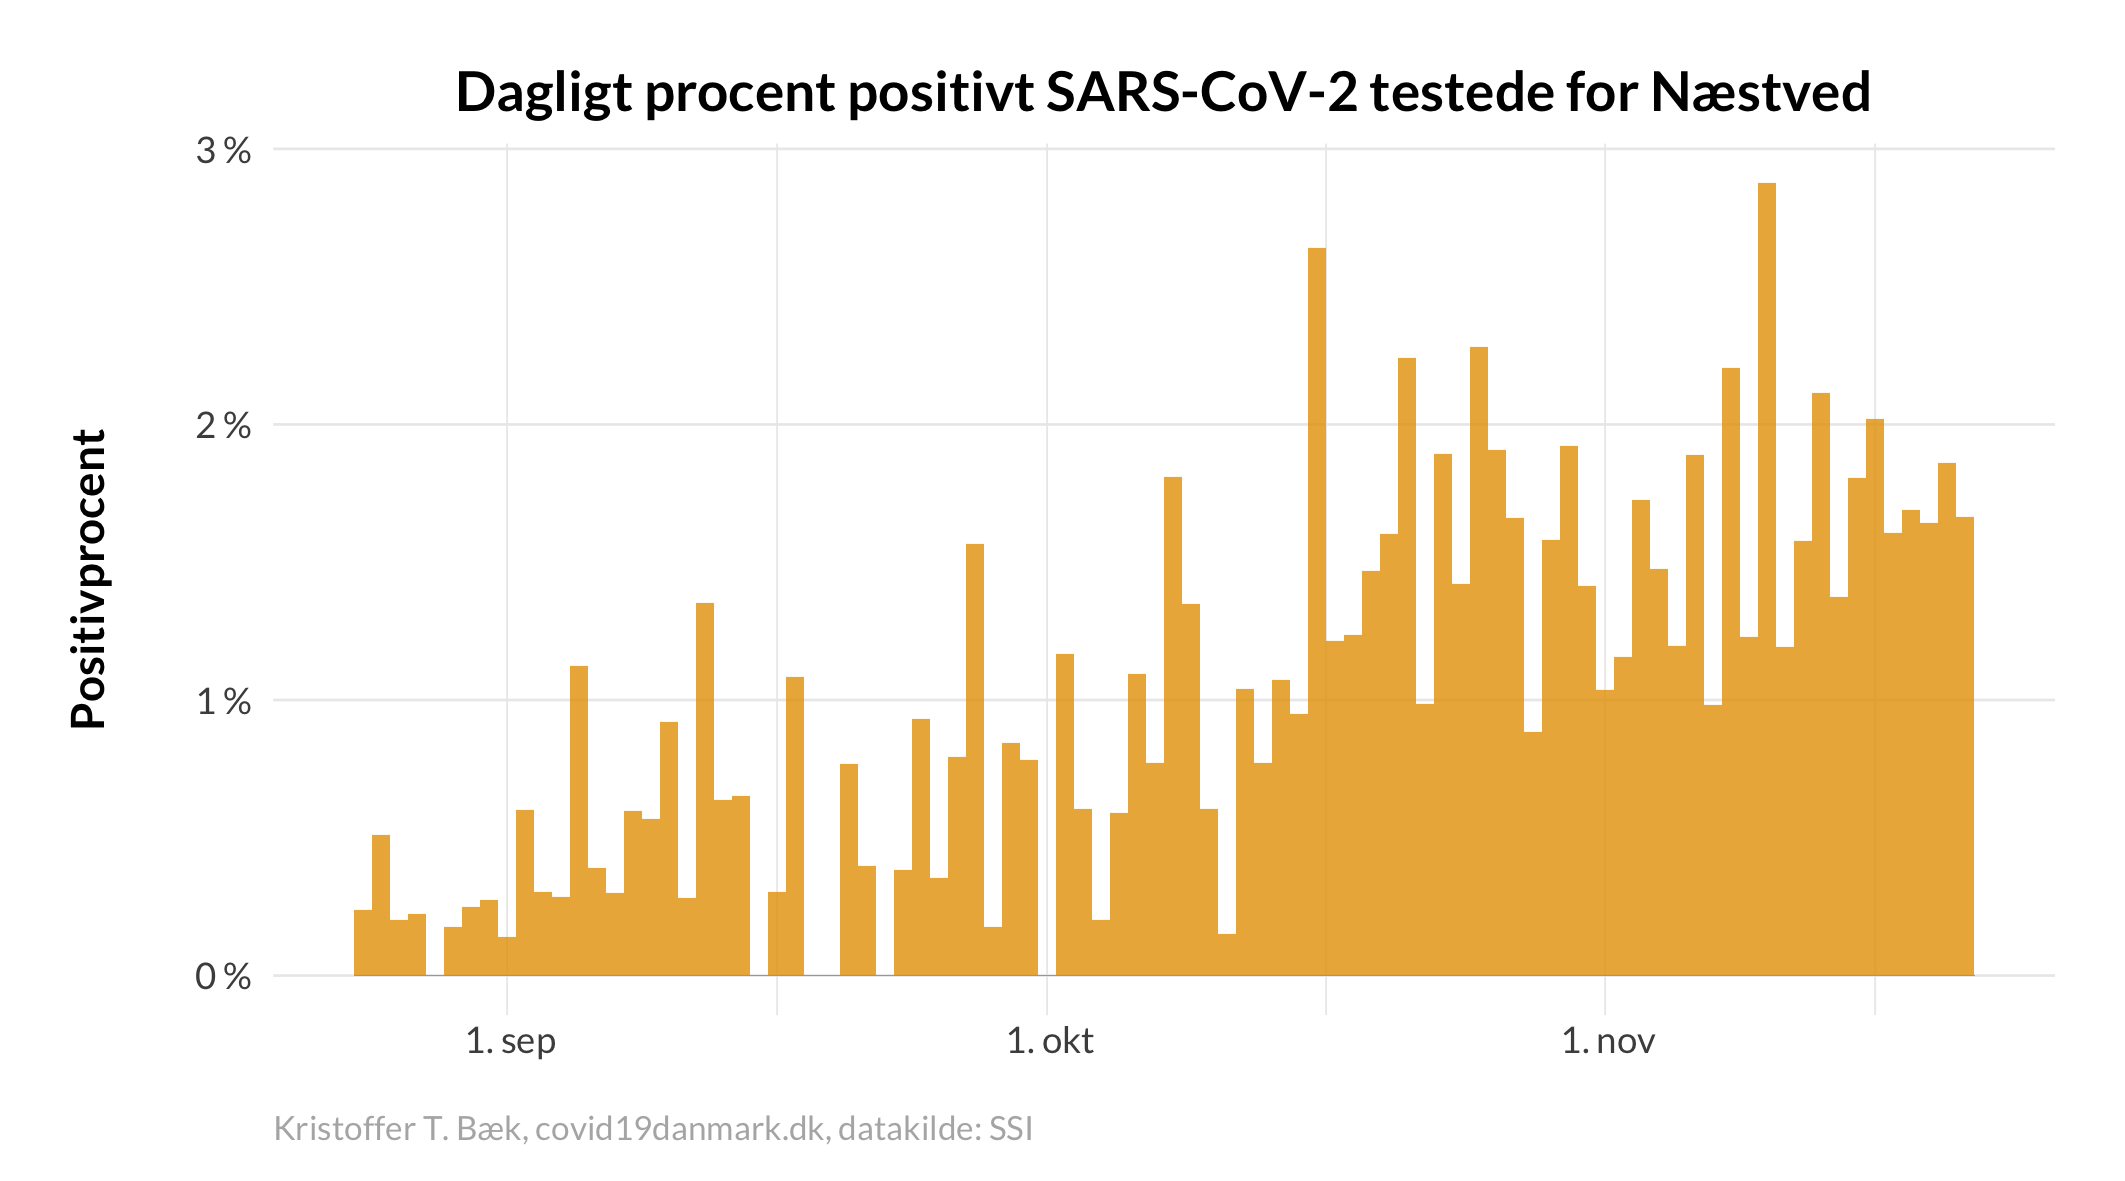 Dagligt procent positivt SARS-CoV-2 testede for Næstved
Positivprocent
3 %
2 %
1 %
0 %
1. sep
1. okt
1. nov
Kristoffer T. Bæk, covid19danmark.dk, datakilde: SSI